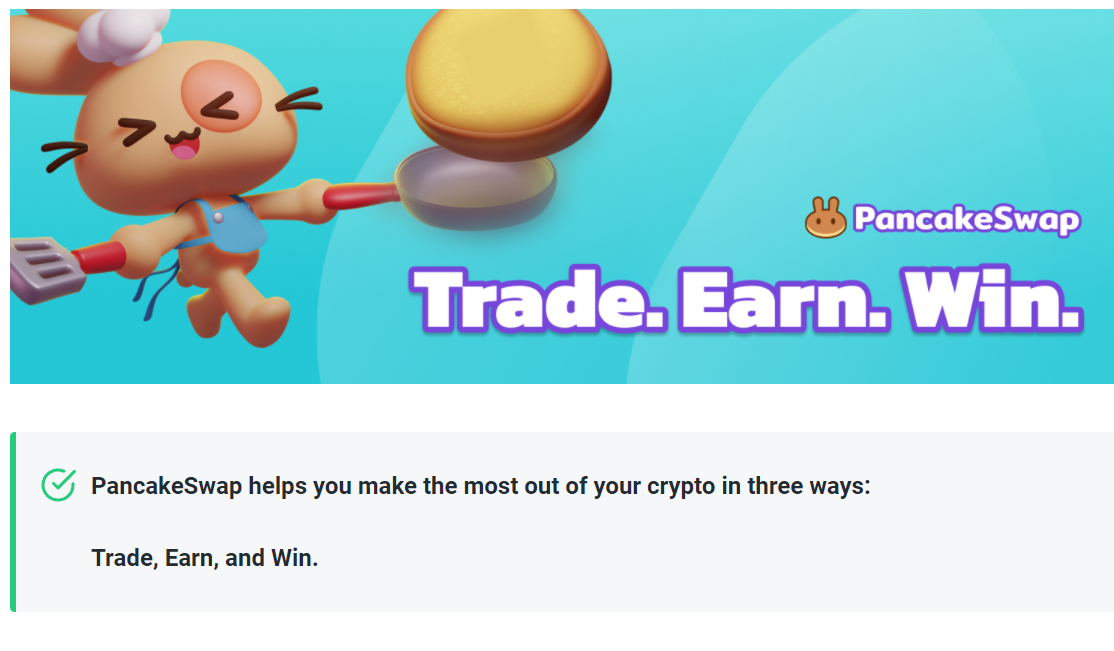 PancakeSwap
Trade. Earn. Win.
PancakeSwap helps you make the most out of your crypto in three ways:
Trade, Earn, and Win.